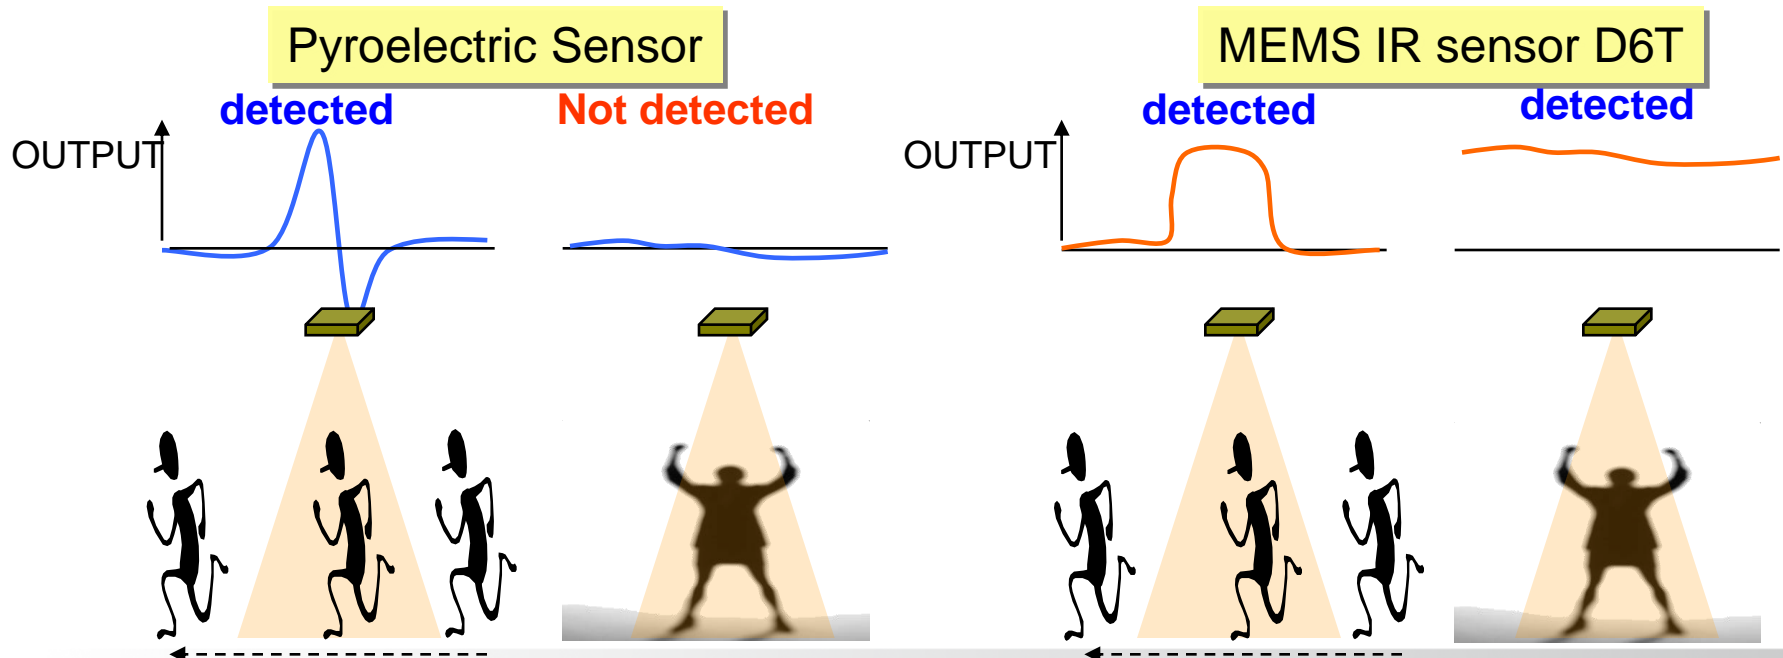 Pyroelectric Sensor
detected
Not detected
OUTPUT
MEMS IR sensor D6T
detected
detected
OUTPUT